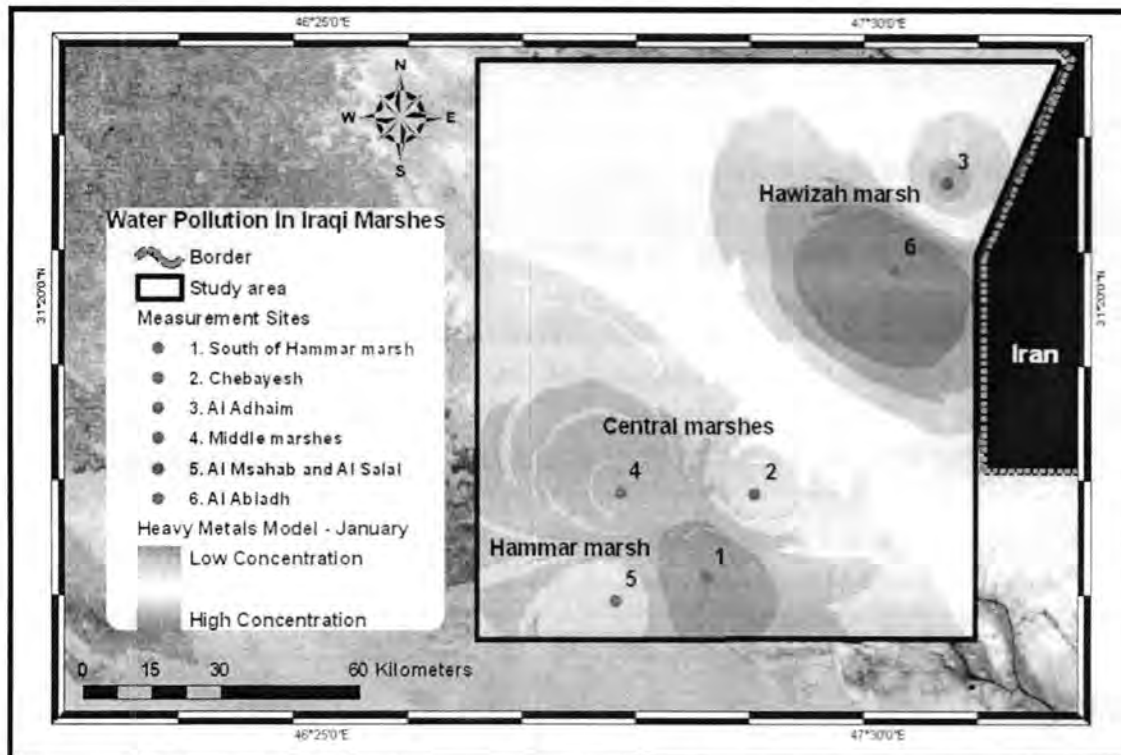 46°25'0"E 47°30'0"E
N
W E
S
3
Hawizah marsh
6
Water Pollution In Iraqi Marshes
Border
Study area
Measurement Sites
1. South of Hammar marsh
2. Chebayesh
3. Al Adhaim
4. Middle marshes
5. Al Msahab and Al Salal
6. Al Abiadh
Heavy Metals Model - January
Low Concentration
High Concentration
31°20'0"N
31°20'0"N
Iran
Central marshes
4 2
Hammar marsh 1
5
0 15 30 60 Kilometers
46°25'0"E 47°30'0"E